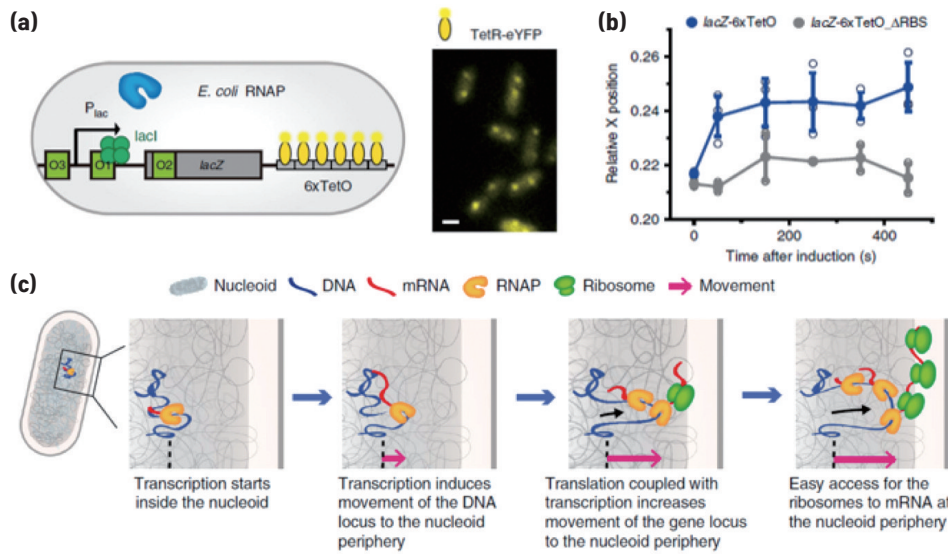 (a)
TetR-eYFP
E. coli RNAP
Plac
lacI
O3
O1
O2
lacZ
6xTetO
(b)
lacZ-6xTetO
lacZ-6xTetO_ΔRBS
0.26
0.24
0.22
0.20
Relative X position
0
200
400
Time after induction (s)
(c)
Nucleoid
DNA
mRNA
RNAP
Ribosome
Movement
Transcription starts
inside the nucleoid
Transcription induces
movement of the DNA
locus to the nucleoid
periphery
Translation coupled with
transcription increases
movement of the gene locus
to the nucleoid periphery
Easy access for the
ribosomes to mRNA at
the nucleoid periphery